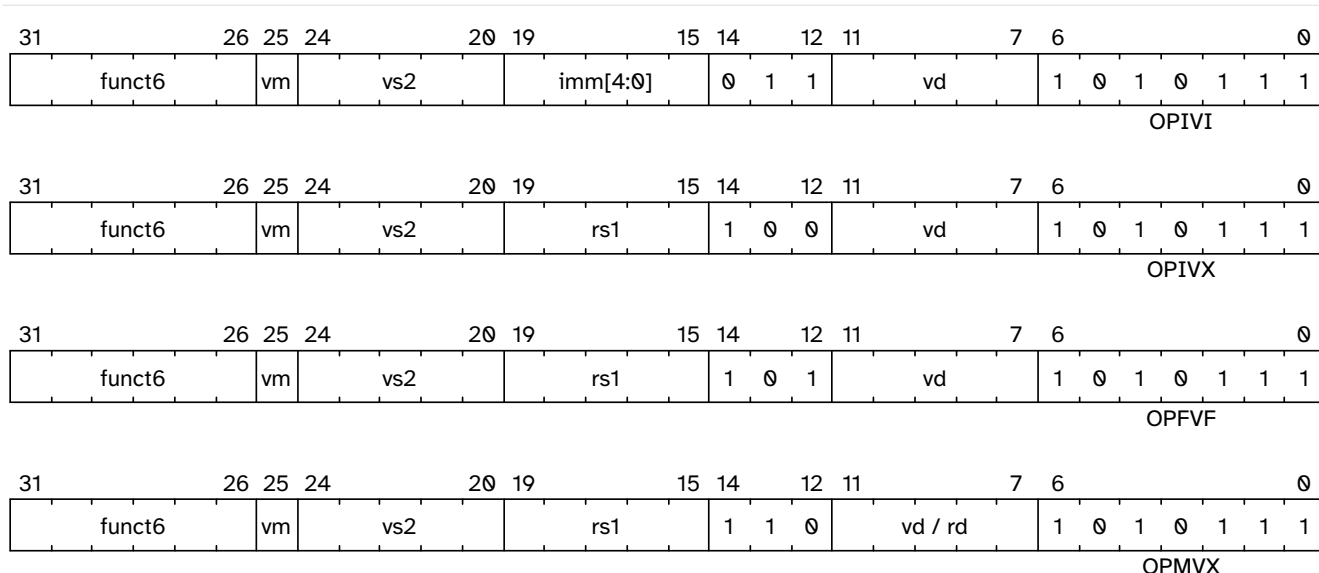 31 26 25 24 20 19 15 14 12 11 7 6 0
funct6 vm vs2 imm[4:0] 0 1 1 vd 1 0 1 0 1 1 1
OPIVI
31 26 25 24 20 19 15 14 12 11 7 6 0
funct6 vm vs2 rs1 1 0 0 vd 1 0 1 0 1 1 1
OPIVX
31 26 25 24 20 19 15 14 12 11 7 6 0
funct6 vm vs2 rs1 1 0 1 vd 1 0 1 0 1 1 1
OPFVF
31 26 25 24 20 19 15 14 12 11 7 6 0
funct6 vm vs2 rs1 1 1 0 vd / rd 1 0 1 0 1 1 1
OPMVX